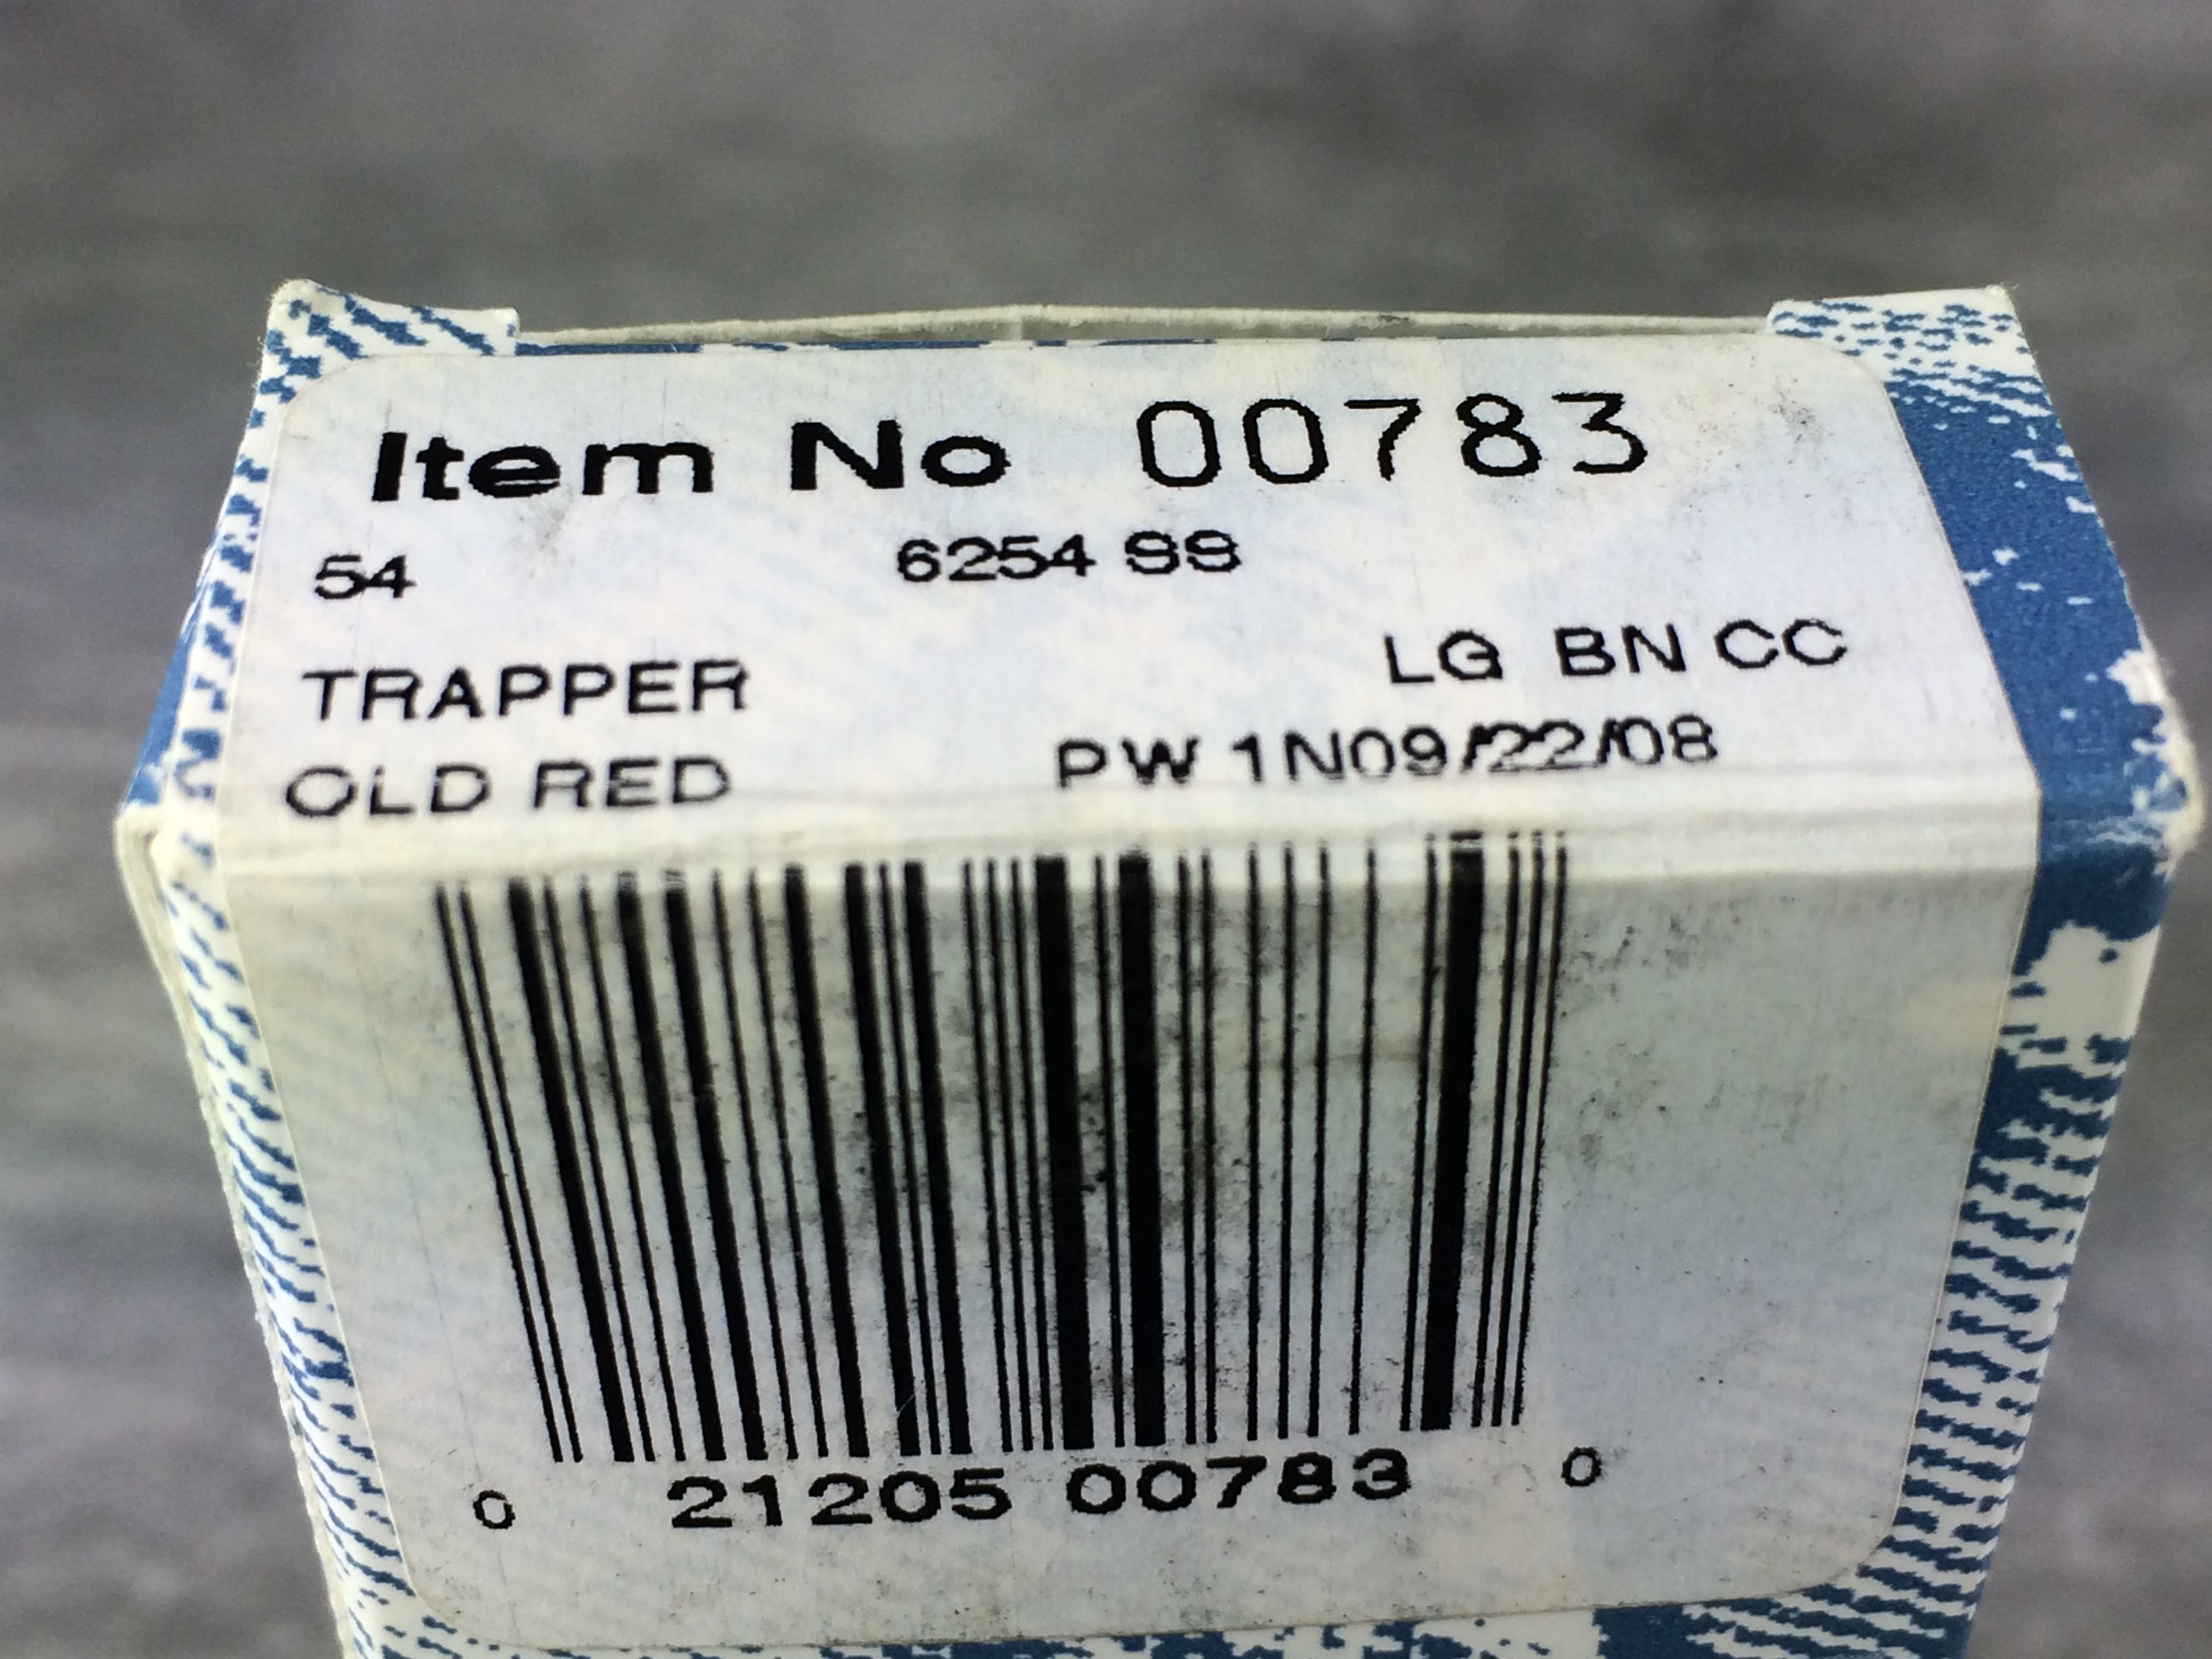 Item No 00783
54 6254 SS
TRAPPER LG BN CC
OLD RED PW 1N09/22/08
0 21205 00783 0